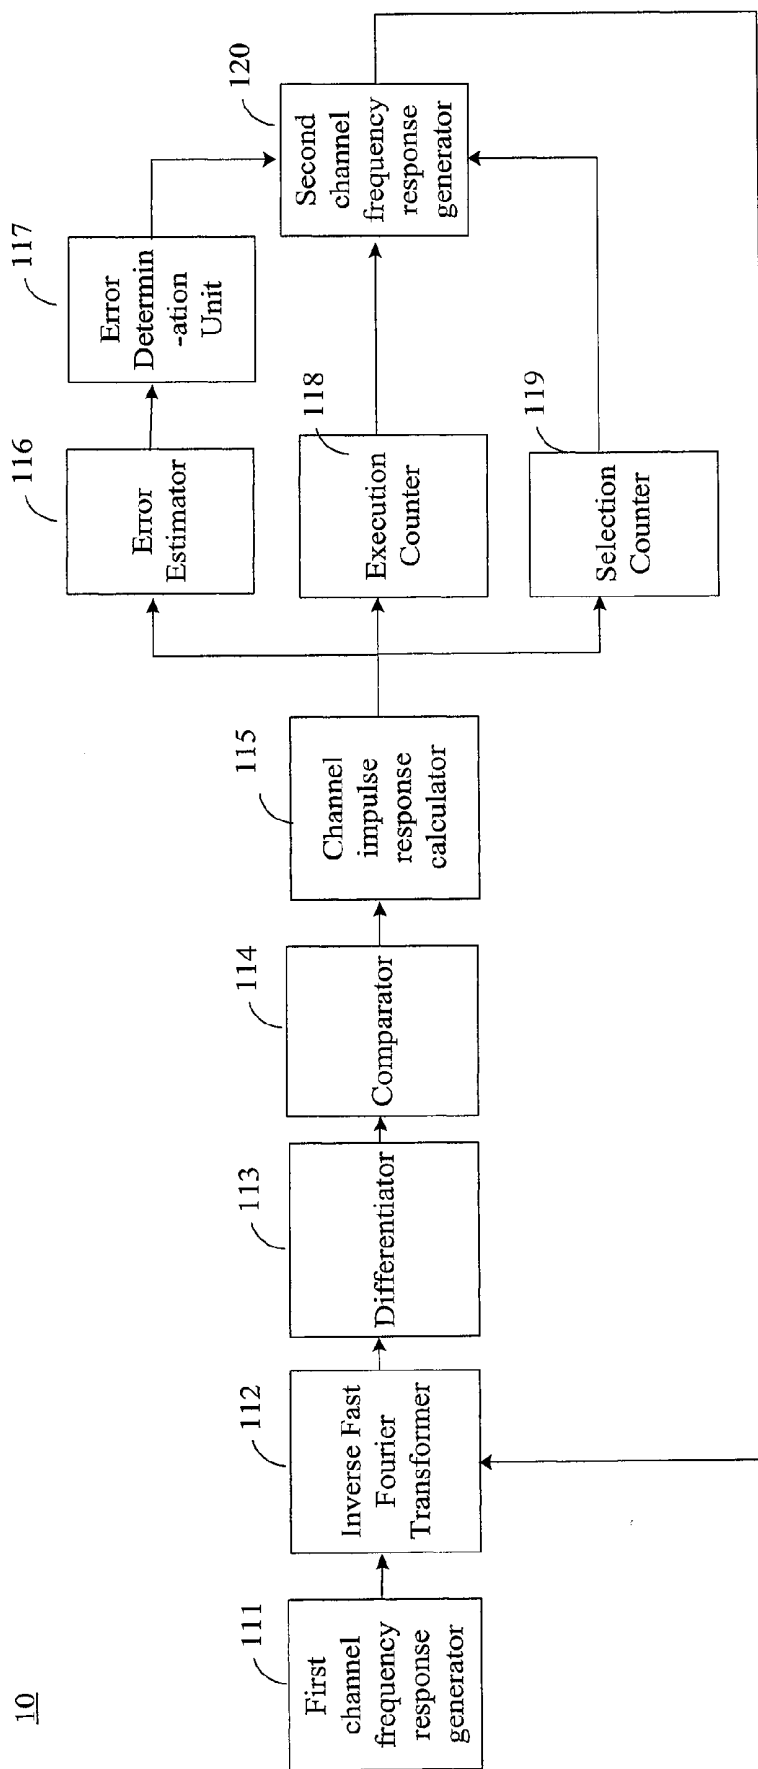 10
111
First
channel
frequency
response
generator
112
Inverse Fast
Fourier
Transformer
113
Differentiator
114
Comparator
115
Channel
impulse
response
calculator
116
Error
Estimator
117
Error
Determin
-ation
Unit
118
Execution
Counter
119
Selection
Counter
120
Second
channel
frequency
response
generator